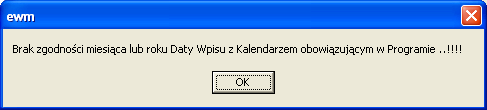 ewm
Brak zgodności miesiąca lub roku Daty Wpisu z Kalendarzem obowiązującym w Programie ..!!!!
OK